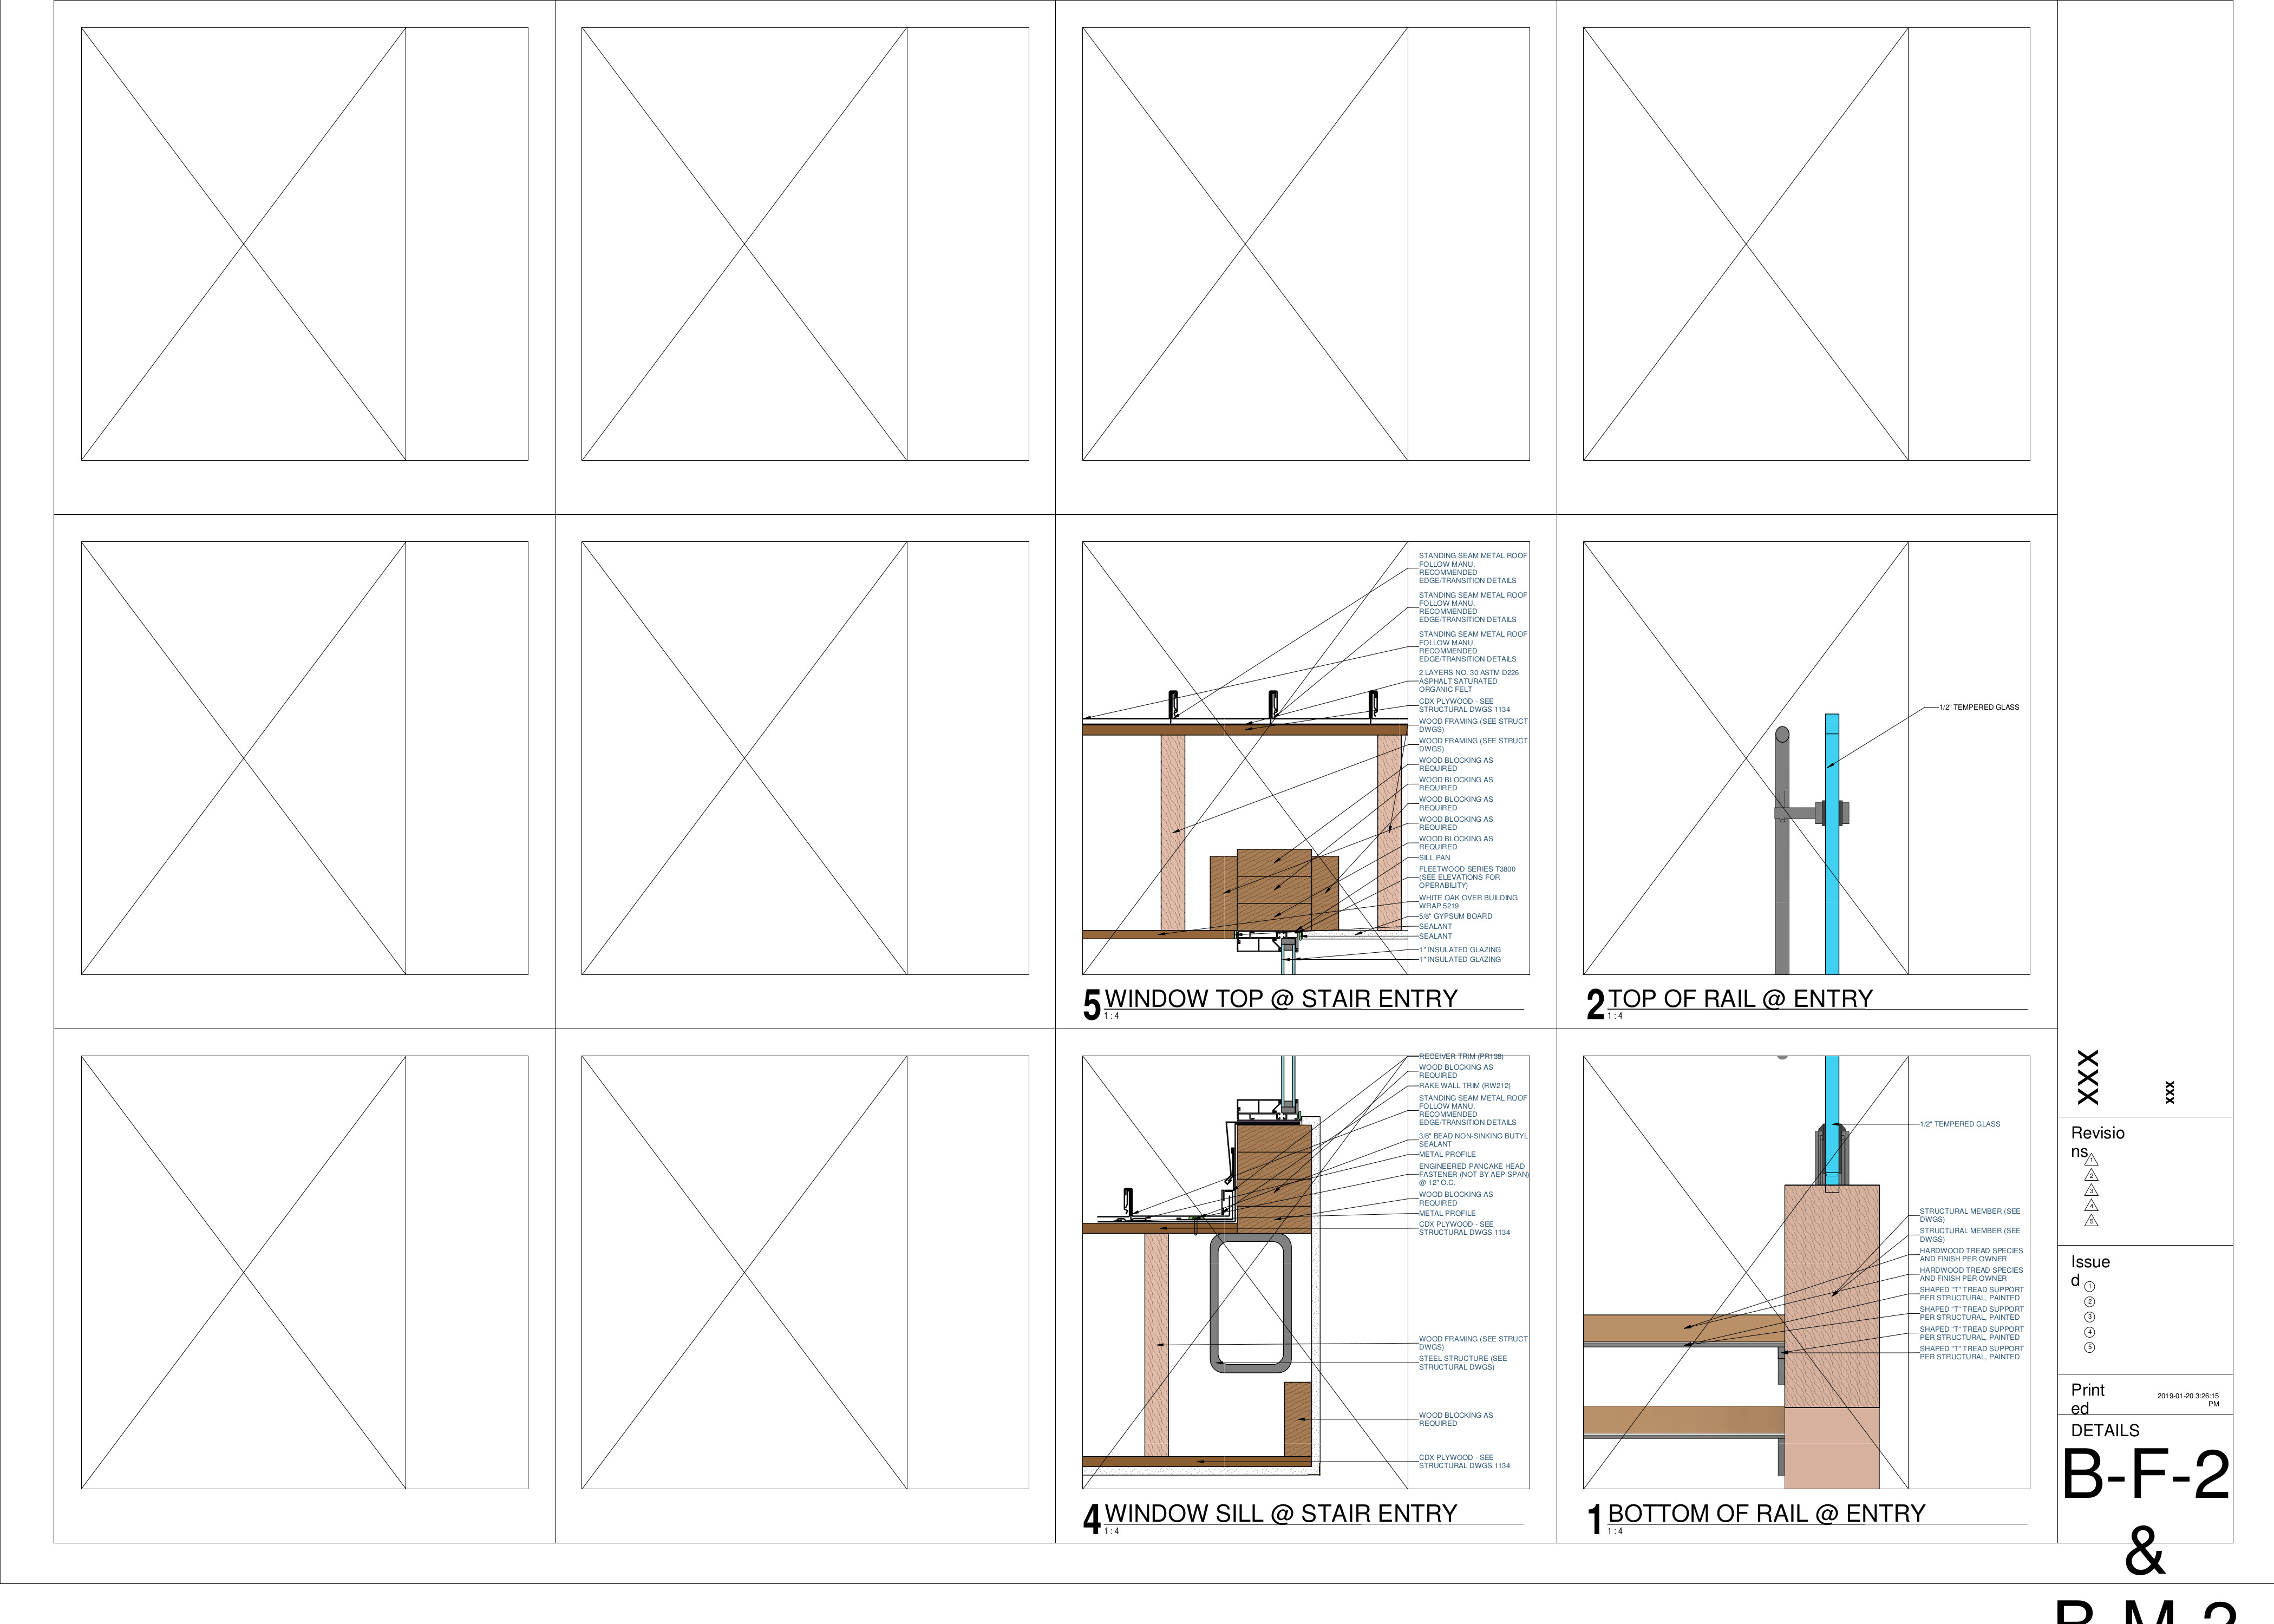 STANDING SEAM METAL ROOF
FOLLOW MANU.
RECOMMENDED
EDGE/TRANSITION DETAILS
STANDING SEAM METAL ROOF
FOLLOW MANU.
RECOMMENDED
EDGE/TRANSITION DETAILS
STANDING SEAM METAL ROOF
FOLLOW MANU.
RECOMMENDED
EDGE/TRANSITION DETAILS
2 LAYERS NO. 30 ASTM D226
ASPHALT SATURATED
ORGANIC FELT
CDX PLYWOOD - SEE
STRUCTURAL DWGS 1134
WOOD FRAMING (SEE STRUCT
DWGS)
WOOD FRAMING (SEE STRUCT
DWGS)
WOOD BLOCKING AS
REQUIRED
WOOD BLOCKING AS
REQUIRED
WOOD BLOCKING AS
REQUIRED
WOOD BLOCKING AS
REQUIRED
WOOD BLOCKING AS
REQUIRED
SILL PAN
FLEETWOOD SERIES T3800
(SEE ELEVATIONS FOR
OPERABILITY)
WHITE OAK OVER BUILDING
WRAP 5219
5/8" GYPSUM BOARD
SEALANT
SEALANT
1" INSULATED GLAZING
1" INSULATED GLAZING
5 WINDOW TOP @ STAIR ENTRY
1 : 4
1/2" TEMPERED GLASS
2 TOP OF RAIL @ ENTRY
1 : 4
RECEIVER TRIM (PR138)
WOOD BLOCKING AS
REQUIRED
RAKE WALL TRIM (RW212)
STANDING SEAM METAL ROOF
FOLLOW MANU.
RECOMMENDED
EDGE/TRANSITION DETAILS
3/8" BEAD NON-SINKING BUTYL
SEALANT
METAL PROFILE
ENGINEERED PANCAKE HEAD
FASTENER (NOT BY AEP-SPAN)
@ 12" O.C.
WOOD BLOCKING AS
REQUIRED
METAL PROFILE
CDX PLYWOOD - SEE
STRUCTURAL DWGS 1134
WOOD FRAMING (SEE STRUCT
DWGS)
STEEL STRUCTURE (SEE
STRUCTURAL DWGS)
WOOD BLOCKING AS
REQUIRED
CDX PLYWOOD - SEE
STRUCTURAL DWGS 1134
4 WINDOW SILL @ STAIR ENTRY
1 : 4
1/2" TEMPERED GLASS
STRUCTURAL MEMBER (SEE
DWGS)
STRUCTURAL MEMBER (SEE
DWGS)
HARDWOOD TREAD SPECIES
AND FINISH PER OWNER
HARDWOOD TREAD SPECIES
AND FINISH PER OWNER
SHAPED "T" TREAD SUPPORT
PER STRUCTURAL, PAINTED
SHAPED "T" TREAD SUPPORT
PER STRUCTURAL, PAINTED
SHAPED "T" TREAD SUPPORT
PER STRUCTURAL, PAINTED
SHAPED "T" TREAD SUPPORT
PER STRUCTURAL, PAINTED
1 BOTTOM OF RAIL @ ENTRY
1 : 4
XXX
xx
Revisio
ns
1
2
3
4
5
Issue
d
1
2
3
4
5
Print
ed
2019-01-20 3:26:15
PM
DETAILS
B-F-2
&
B-M-2